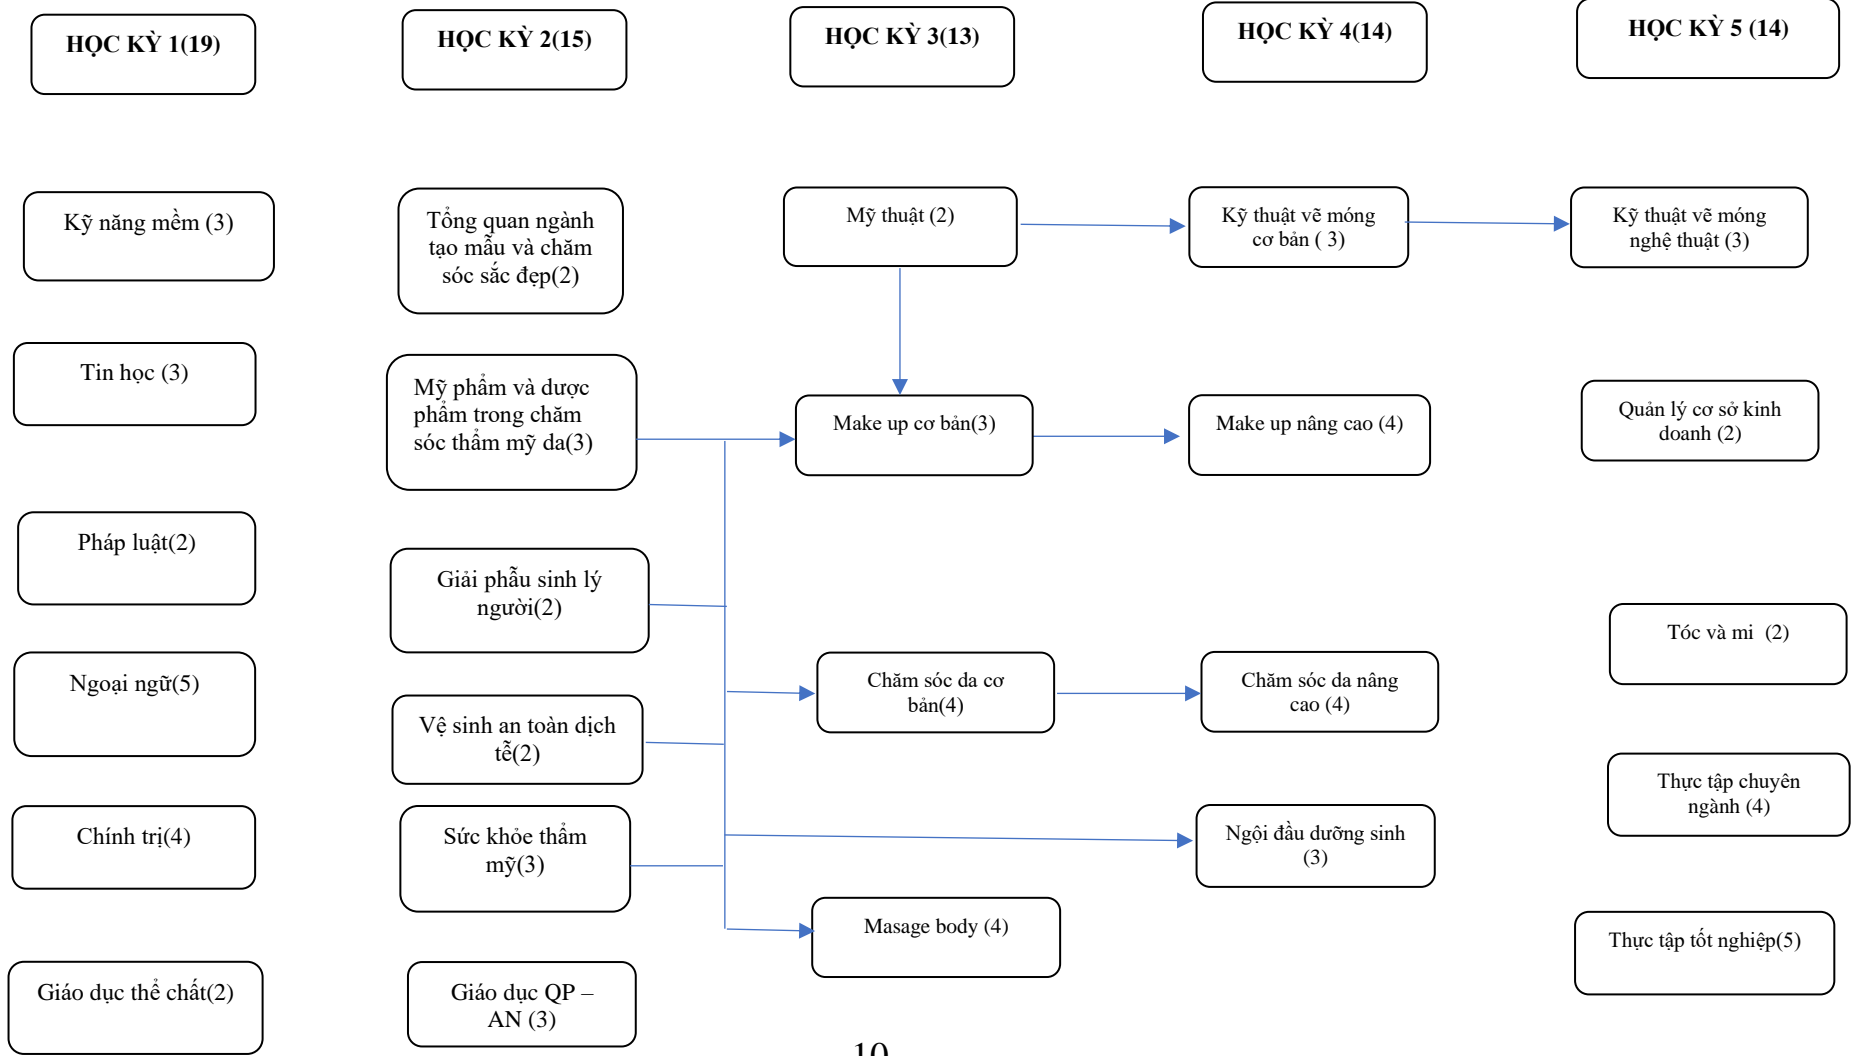 HỌC KỲ 1(19)
HỌC KỲ 2(15)
HỌC KỲ 3(13)
HỌC KỲ 4(14)
HỌC KỲ 5 (14)
Kỹ năng mềm (3)
Tin học (3)
Pháp luật(2)
Ngoại ngữ(5)
Chính trị(4)
Giáo dục thể chất(2)
Tổng quan ngành
tạo mẫu và chăm
sóc sắc đẹp(2)
Mỹ phẩm và dược
phẩm trong chăm
sóc thẩm mỹ da(3)
Giải phẫu sinh lý
người(2)
Vệ sinh an toàn dịch
tễ(2)
Sức khỏe thẩm
mỹ(3)
Giáo dục QP –
AN (3)
Mỹ thuật (2)
Make up cơ bản(3)
Chăm sóc da cơ
bản(4)
Masage body (4)
Kỹ thuật vẽ móng
cơ bản ( 3)
Make up nâng cao (4)
Chăm sóc da nâng
cao (4)
Ngội đầu dưỡng sinh
(3)
Kỹ thuật vẽ móng
nghệ thuật (3)
Quản lý cơ sở kinh
doanh (2)
Tóc và mi  (2)
Thực tập chuyên
ngành (4)
Thực tập tốt nghiệp(5)
10